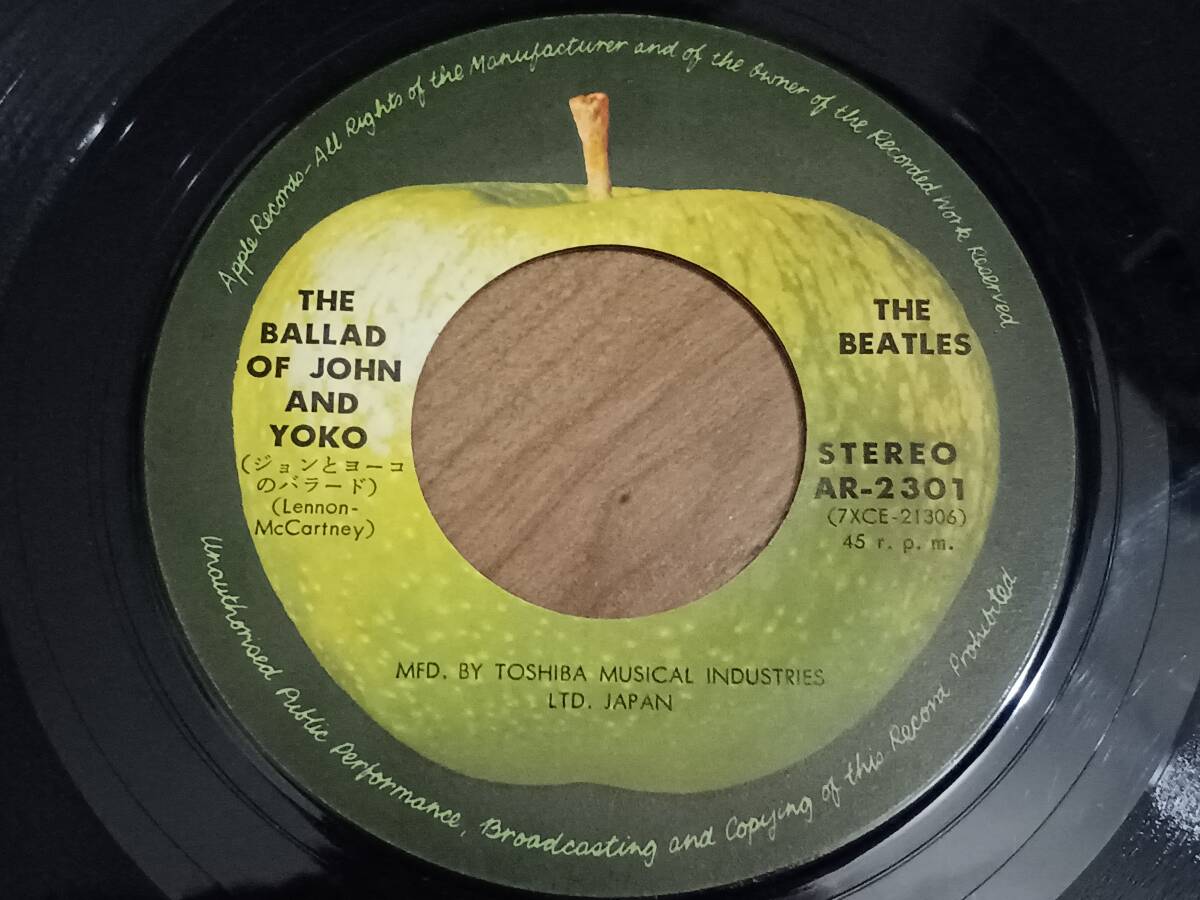 Apple Records-All Rights of the Manufacturer and of the Owner of the Recorded Work Reserved
THE
BALLAD
OF JOHN
AND
YOKO
(ジョンとヨーコ
のバラード)
(Lennon-
McCartney)
THE
BEATLES
STEREO
AR-2301
(7XCE-21306)
45 r. p. m.
MFD. BY TOSHIBA MUSICAL INDUSTRIES
LTD. JAPAN
Unauthorised Public Performance, Broadcasting and Copying of this Record Prohibited